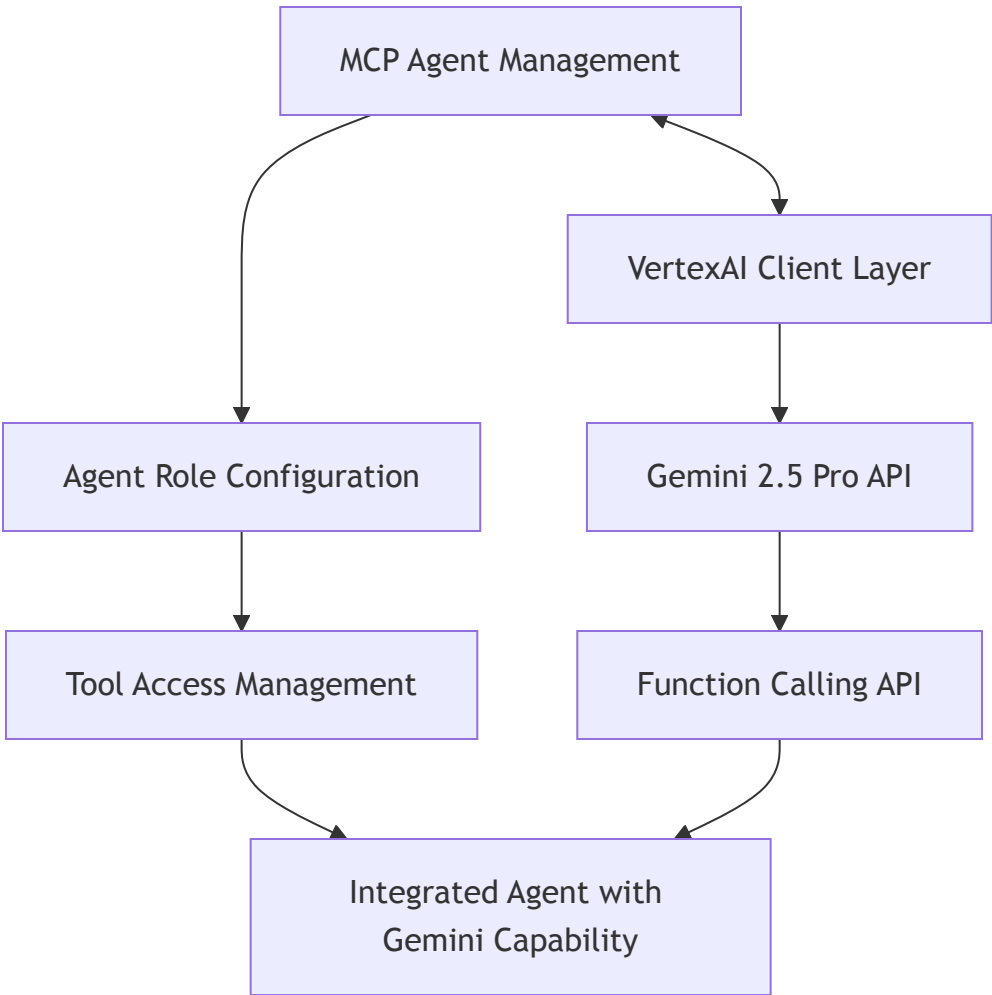 MCP Agent Management
VertexAI Client Layer
Agent Role Configuration
Gemini 2.5 Pro API
Tool Access Management
Function Calling API
Integrated Agent with
Gemini Capability